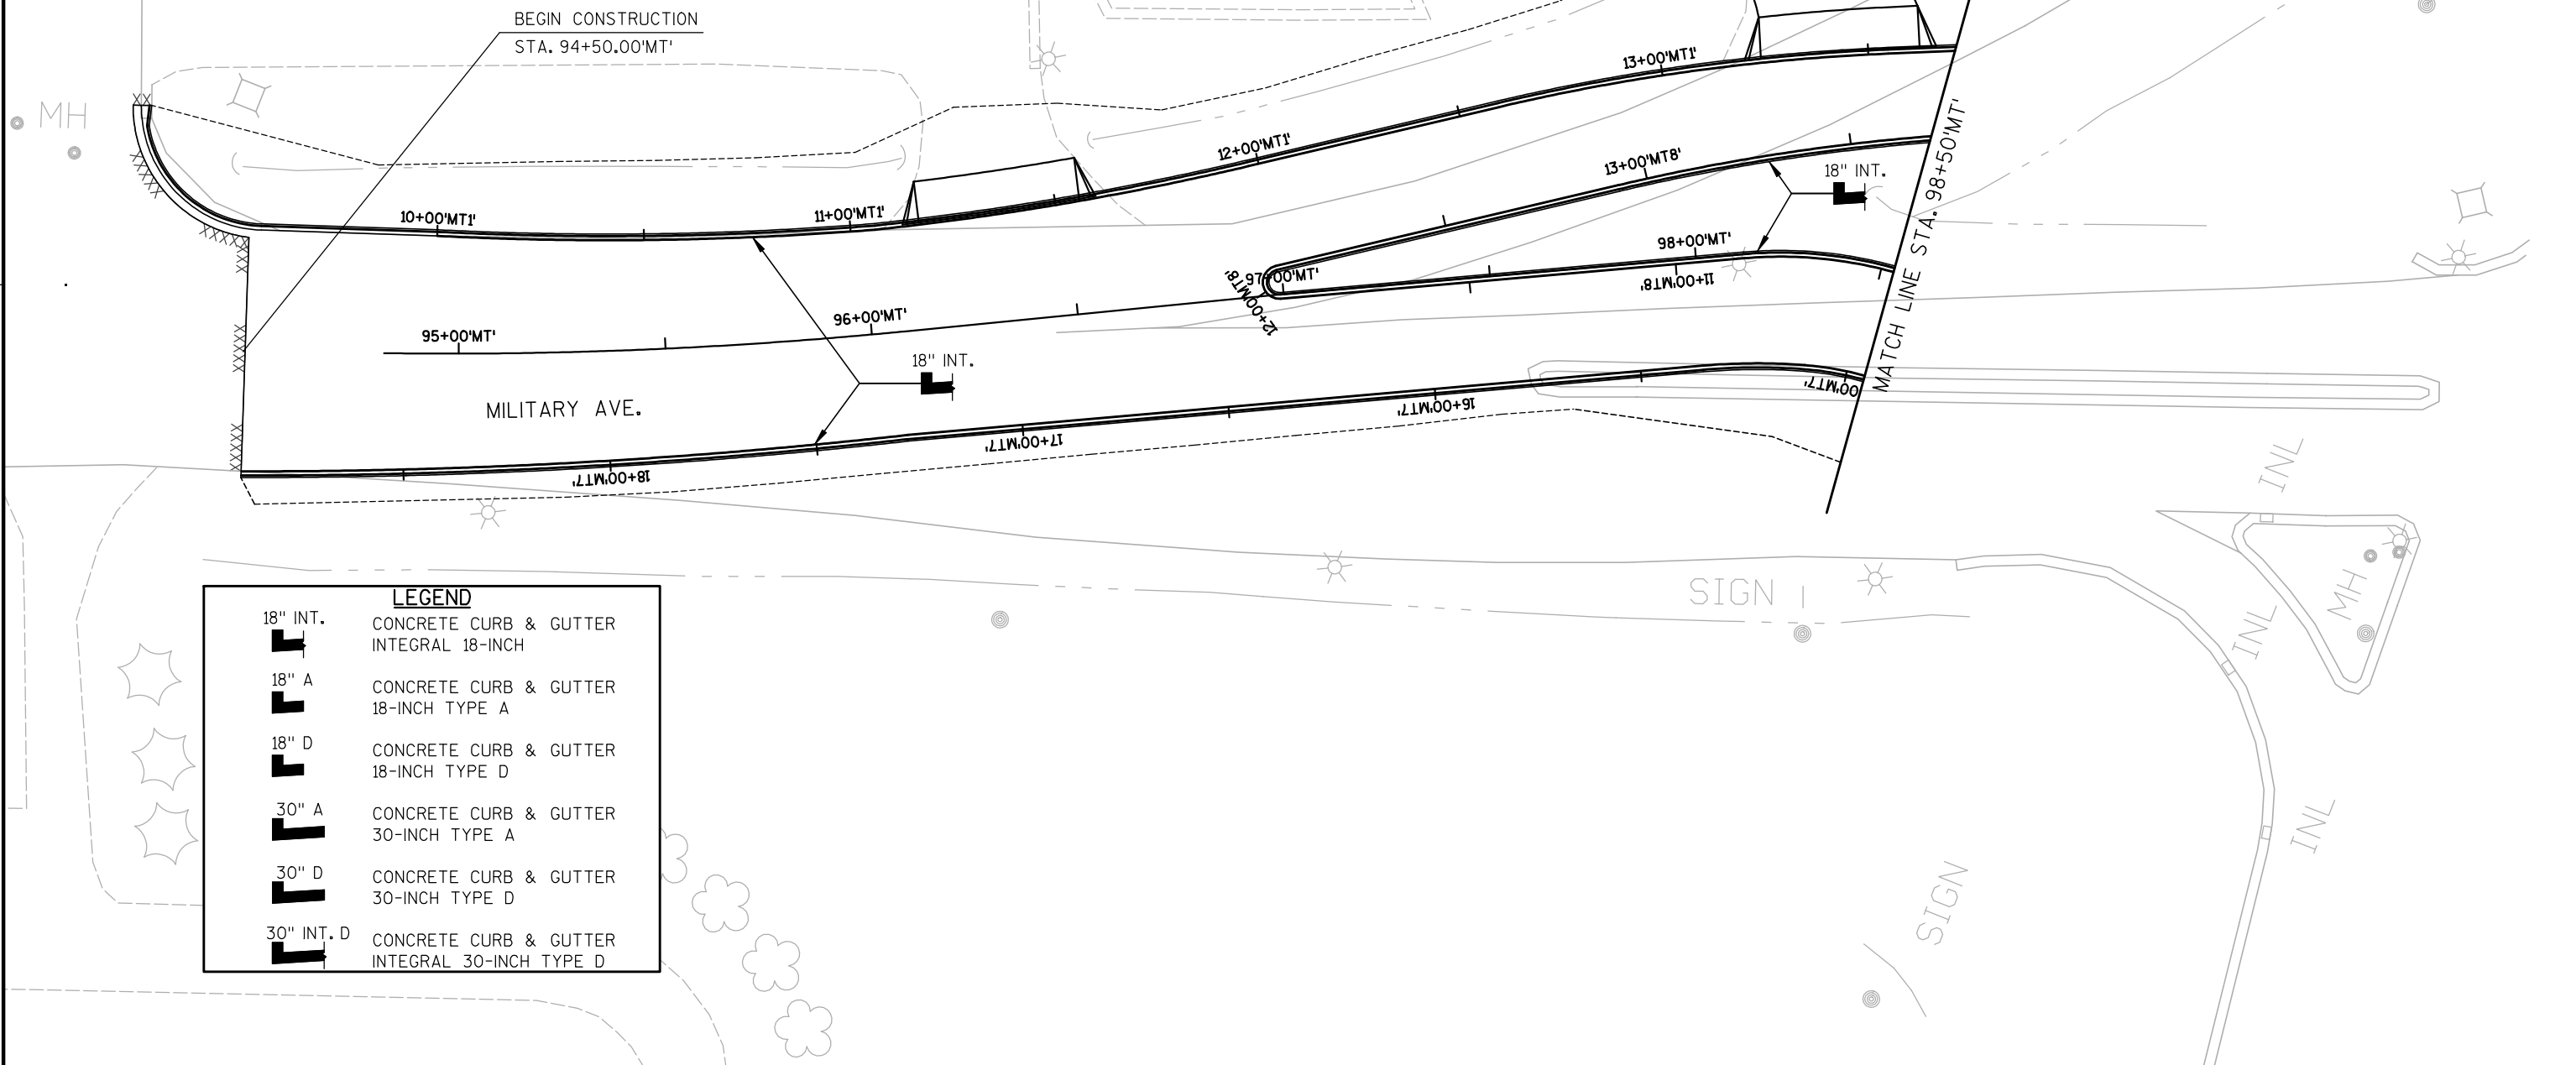 BEGIN CONSTRUCTION
STA. 94+50.00'MT'
MH
10+00'MT1'
11+00'MT1'
12+00'MT1'
13+00'MT1'
13+00'MT8'
18" INT.
MATCH LINE STA. 98+50'MT'
95+00'MT'
96+00'MT'
97+00'MT'
98+00'MT'
12+00'MT8'
11+00'MT8'
18" INT.
MILITARY AVE.
18+00'MT7'
17+00'MT7'
16+00'MT7'
00'MT7'
INL
SIGN
MH
INL
INL
SIGN
LEGEND
18" INT.
CONCRETE CURB & GUTTER
INTEGRAL 18-INCH
18" A
CONCRETE CURB & GUTTER
18-INCH TYPE A
18" D
CONCRETE CURB & GUTTER
18-INCH TYPE D
30" A
CONCRETE CURB & GUTTER
30-INCH TYPE A
30" D
CONCRETE CURB & GUTTER
30-INCH TYPE D
30" INT. D
CONCRETE CURB & GUTTER
INTEGRAL 30-INCH TYPE D